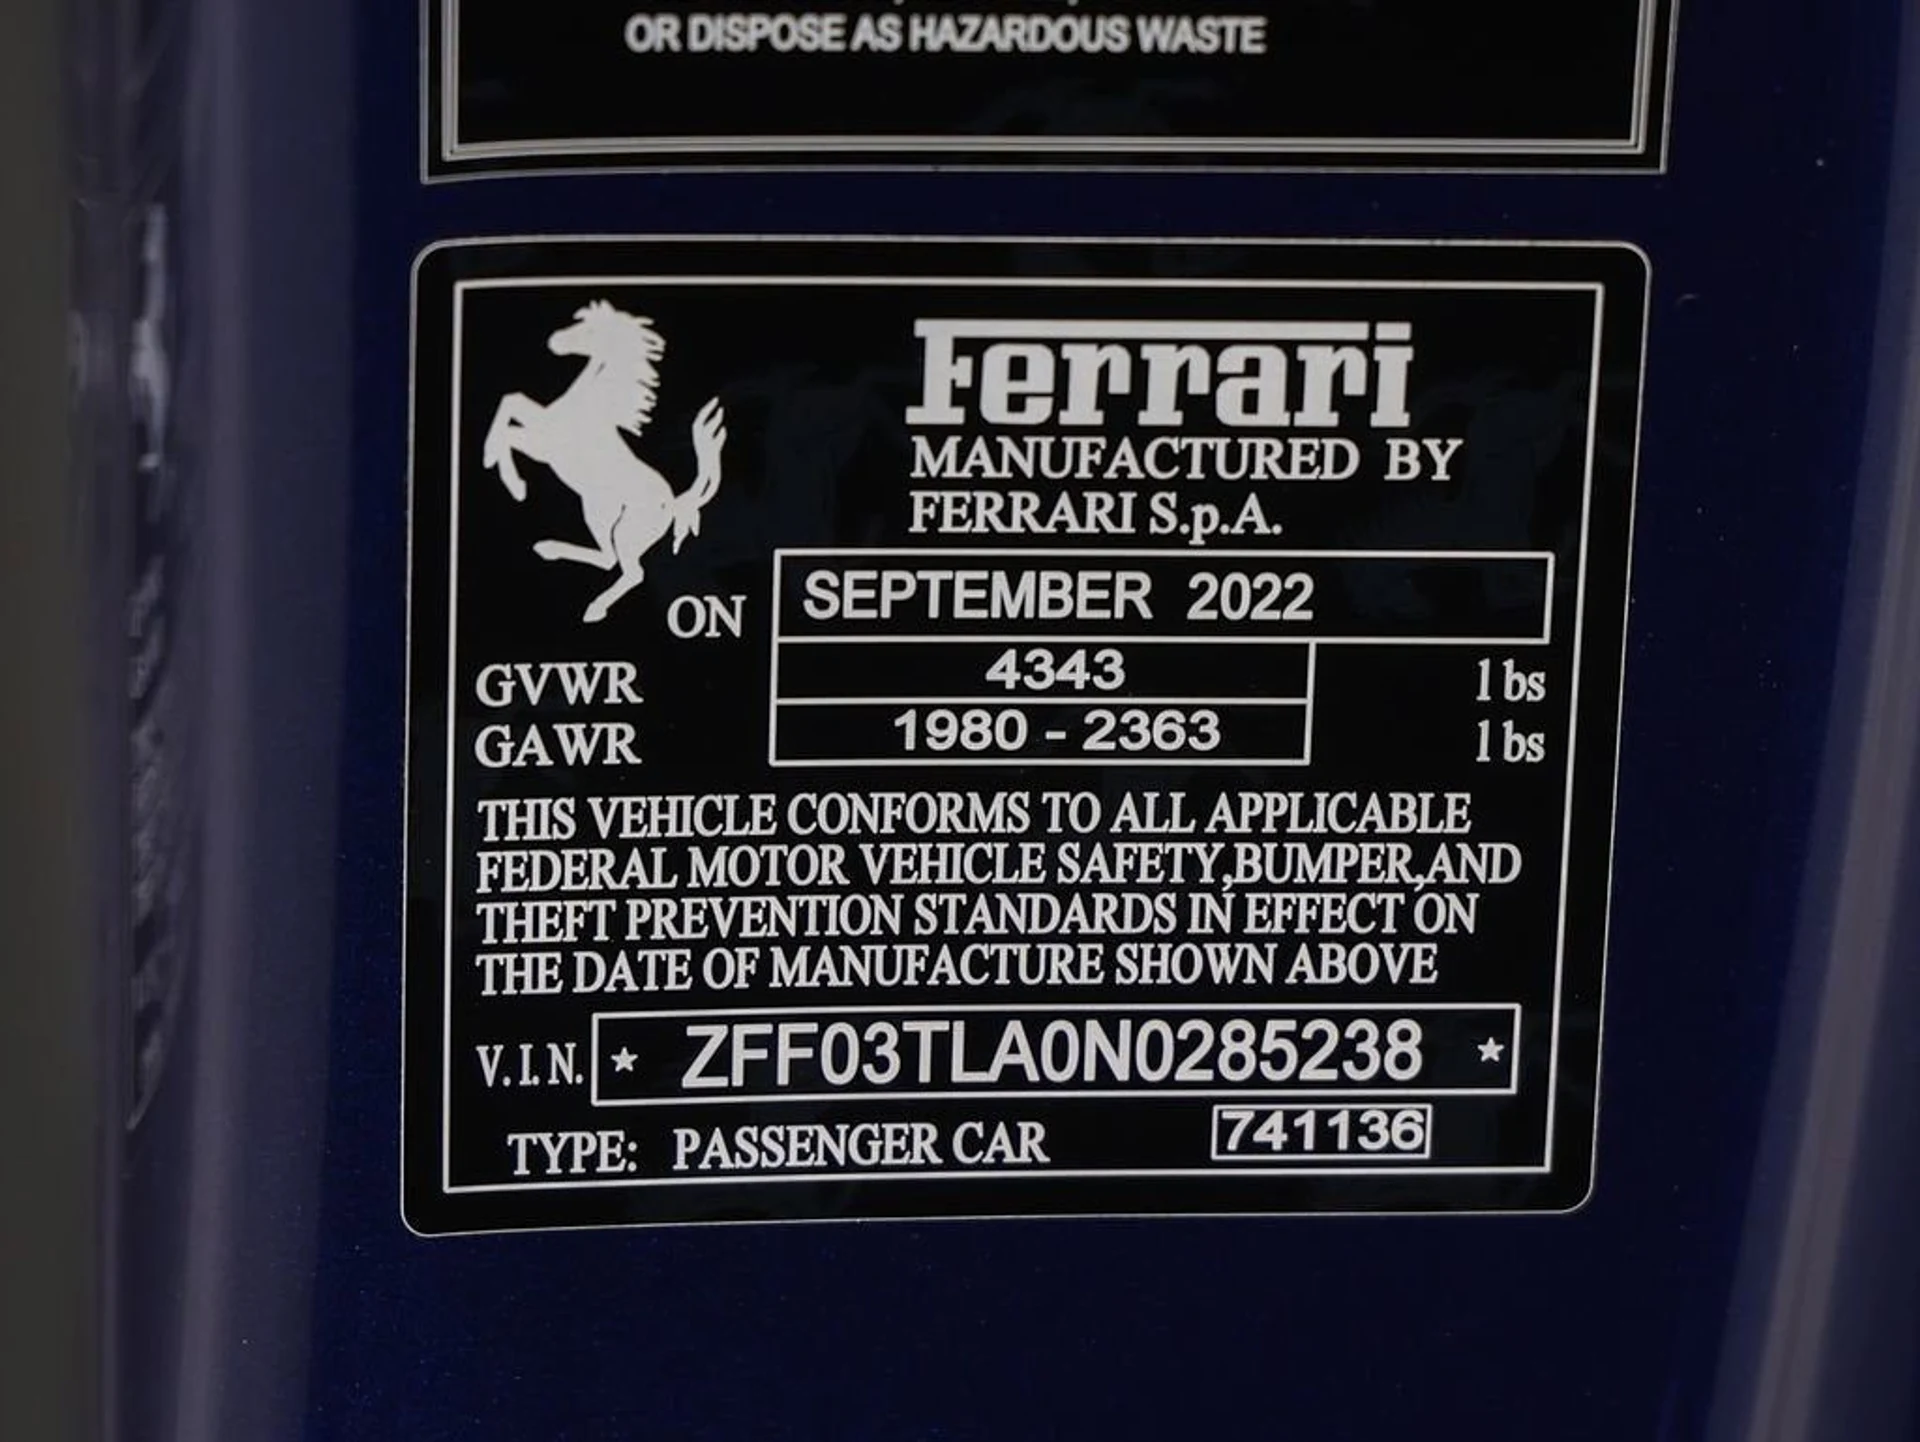 OR DISPOSE AS HAZARDOUS WASTE
Ferrari
MANUFACTURED BY
FERRARI S.p.A.
ON SEPTEMBER 2022
GVWR 4343 lbs
GAWR 1980 - 2363 lbs
THIS VEHICLE CONFORMS TO ALL APPLICABLE
FEDERAL MOTOR VEHICLE SAFETY,BUMPER,AND
THEFT PREVENTION STANDARDS IN EFFECT ON
THE DATE OF MANUFACTURE SHOWN ABOVE
V.I.N. ★ ZFF03TLA0N0285238 ★
TYPE: PASSENGER CAR 741136